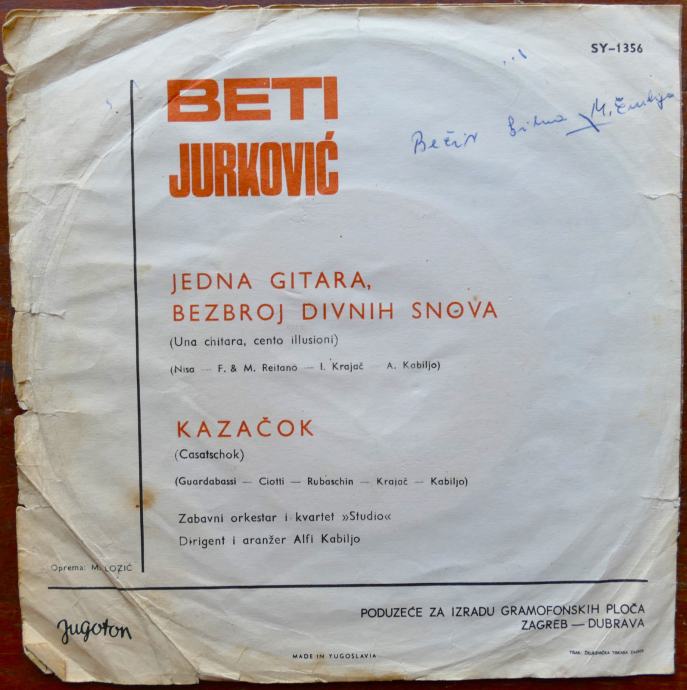 SY-1356
BETI
JURKOVIĆ
JEDNA GITARA,
BEZBROJ DIVNIH SNOVA
(Una chitara, cento illusioni)
(Nisa — F. & M. Reitano — I. Krajač — A. Kabiljo)
KAZAČOK
(Casatschok)
(Guardabassi — Ciotti — Rubaschin — Krajač — Kabiljo)
Zabavni orkestar i kvartet »Studio«
Dirigent i aranžer Alfi Kabiljo
Oprema: M. LOZIĆ
Jugoton
PODUZEĆE ZA IZRADU GRAMOFONSKIH PLOČA
ZAGREB — DUBRAVA
MADE IN YUGOSLAVIA